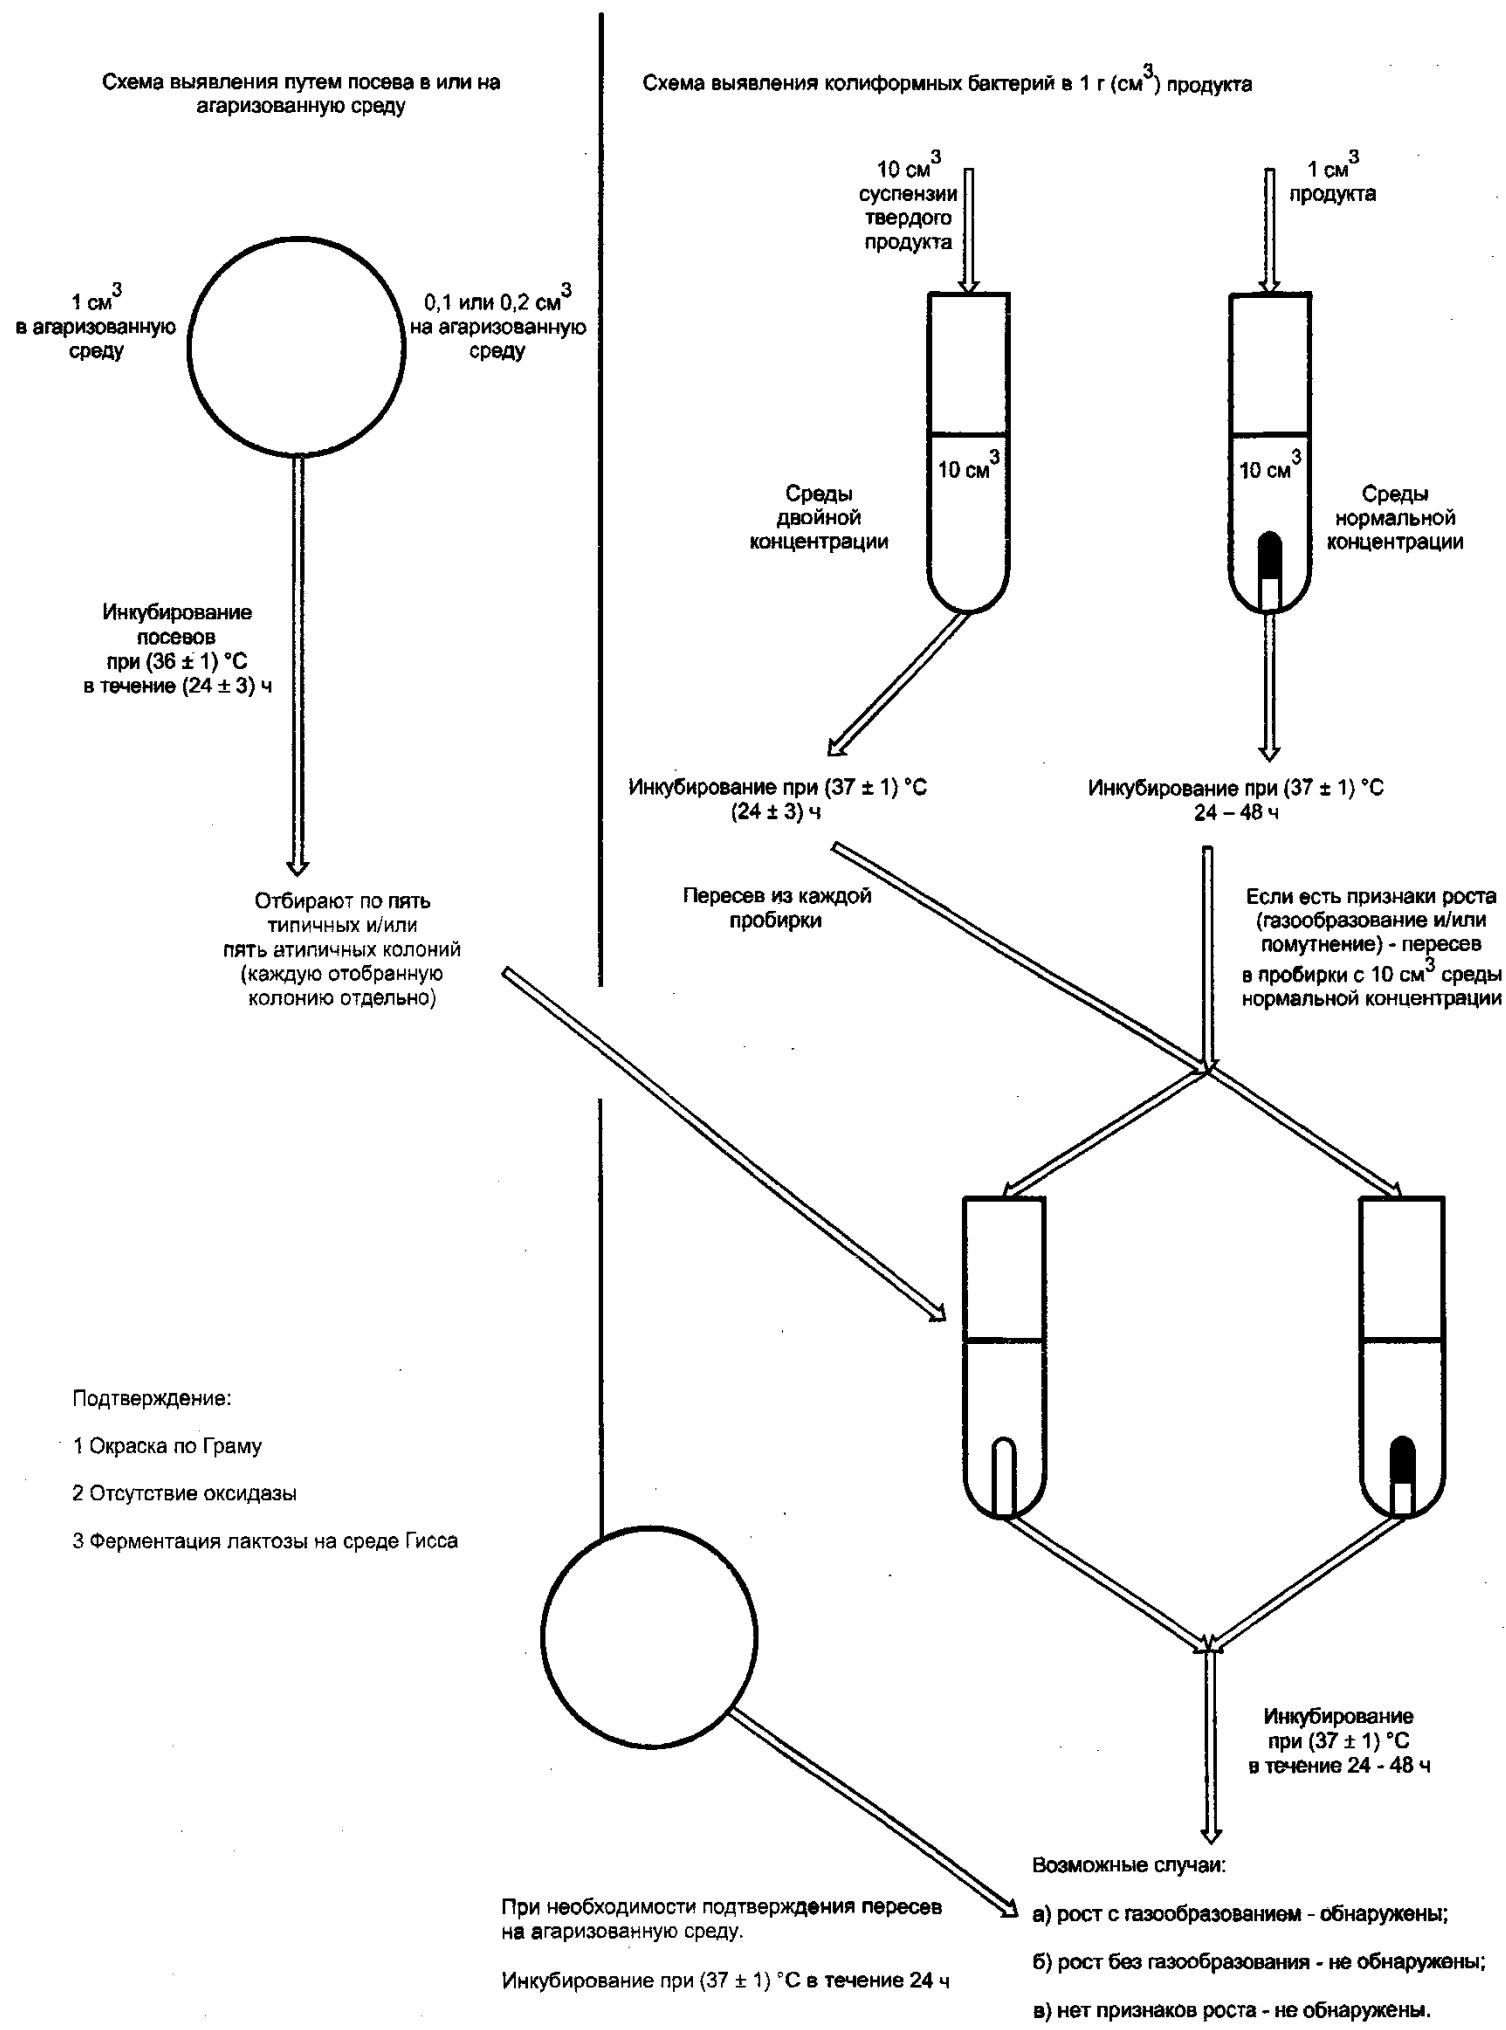 Схема выявления путем посева в или на
агаризованную среду
1 см³
в агаризованную
среду
0,1 или 0,2 см³
на агаризованную
среду
Инкубирование
посевов
при (36 ± 1) °С
в течение (24 ± 3) ч
Отбирают по пять
типичных и/или
пять атипичных колоний
(каждую отобранную
колонию отдельно)
Схема выявления колиформных бактерий в 1 г (см³) продукта
10 см³
суспензии
твердого
продукта
1 см³
продукта
10 см³
Среды
двойной
концентрации
10 см³
Среды
нормальной
концентрации
Инкубирование при (37 ± 1) °С
(24 ± 3) ч
Инкубирование при (37 ± 1) °С
24 – 48 ч
Пересев из каждой
пробирки
Если есть признаки роста
(газообразование и/или
помутнение) - пересев
в пробирки с 10 см³ среды
нормальной концентрации
Подтверждение:
1 Окраска по Граму
2 Отсутствие оксидазы
3 Ферментация лактозы на среде Гисса
Инкубирование
при (37 ± 1) °С
в течение 24 - 48 ч
При необходимости подтверждения пересев
на агаризованную среду.
Инкубирование при (37 ± 1) °С в течение 24 ч
Возможные случаи:
а) рост с газообразованием - обнаружены;
б) рост без газообразования - не обнаружены;
в) нет признаков роста - не обнаружены.